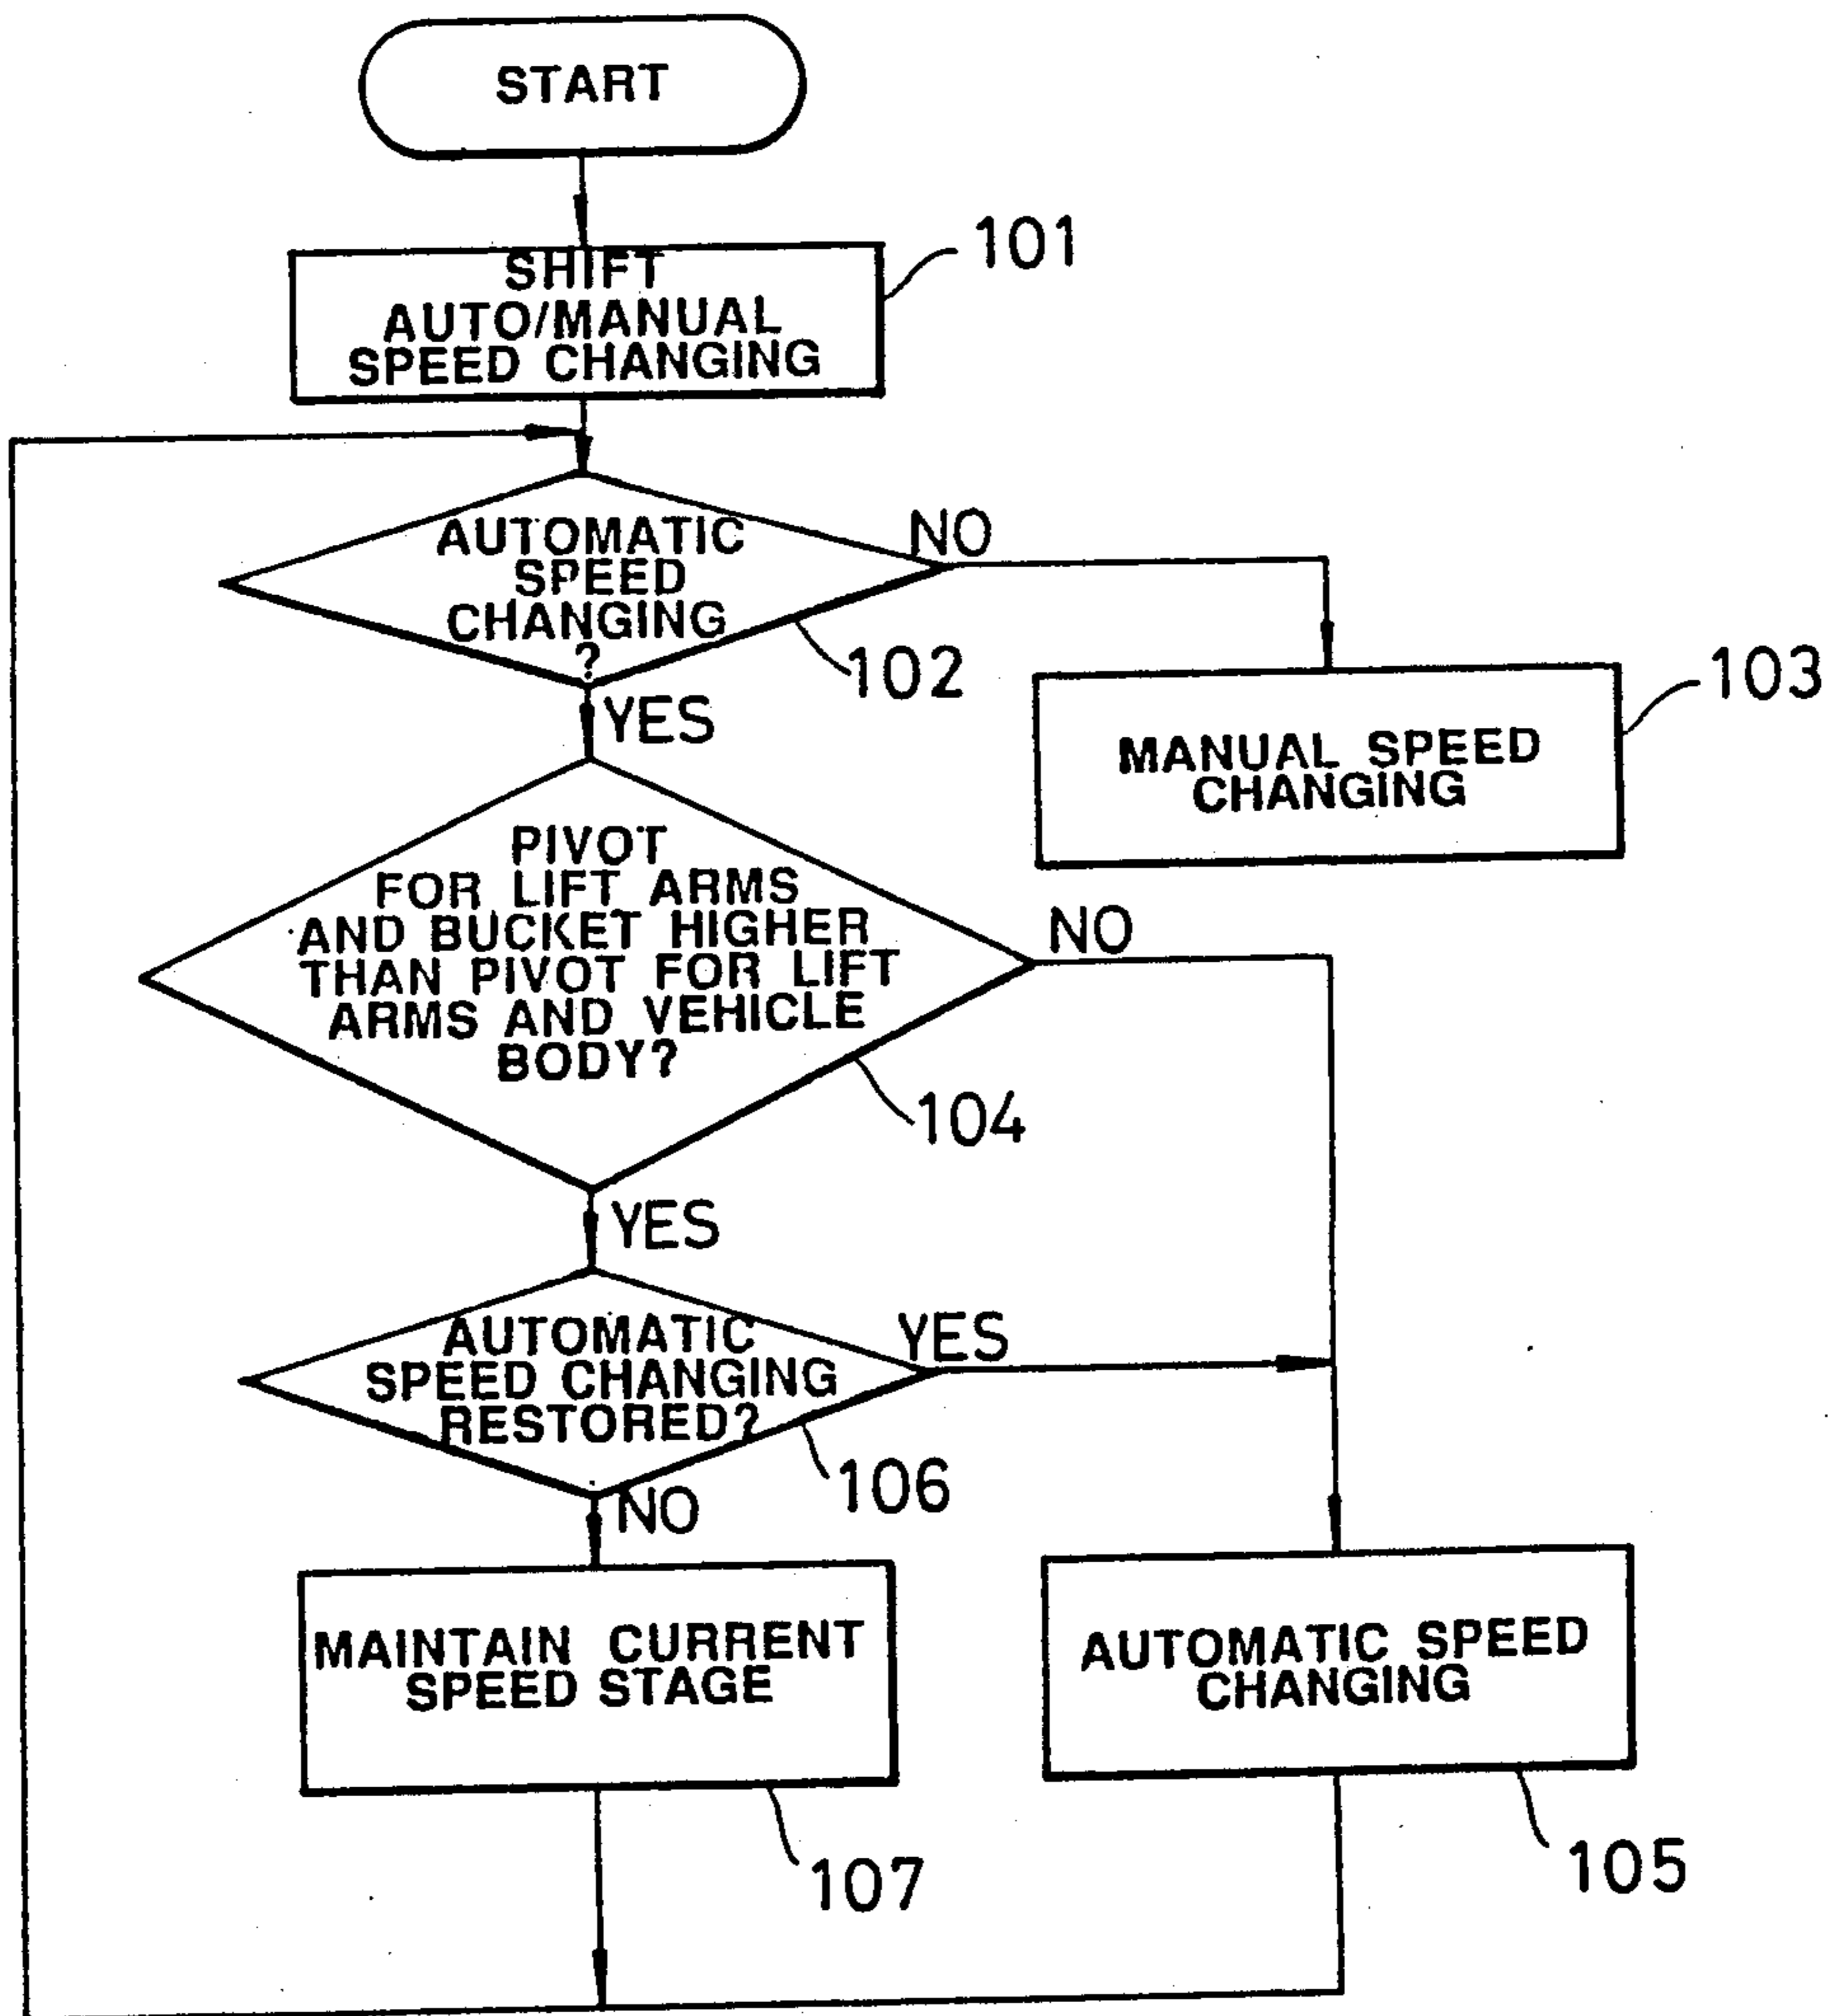 START
101
SHIFT
AUTO/MANUAL
SPEED CHANGING
NO
AUTOMATIC
SPEED
CHANGING
?
102
YES
103
MANUAL SPEED
CHANGING
PIVOT
FOR LIFT ARMS
AND BUCKET HIGHER
THAN PIVOT FOR LIFT
ARMS AND VEHICLE
BODY?
NO
104
YES
AUTOMATIC
SPEED CHANGING
RESTORED?
YES
106
NO
MAINTAIN CURRENT
SPEED STAGE
107
AUTOMATIC SPEED
CHANGING
105